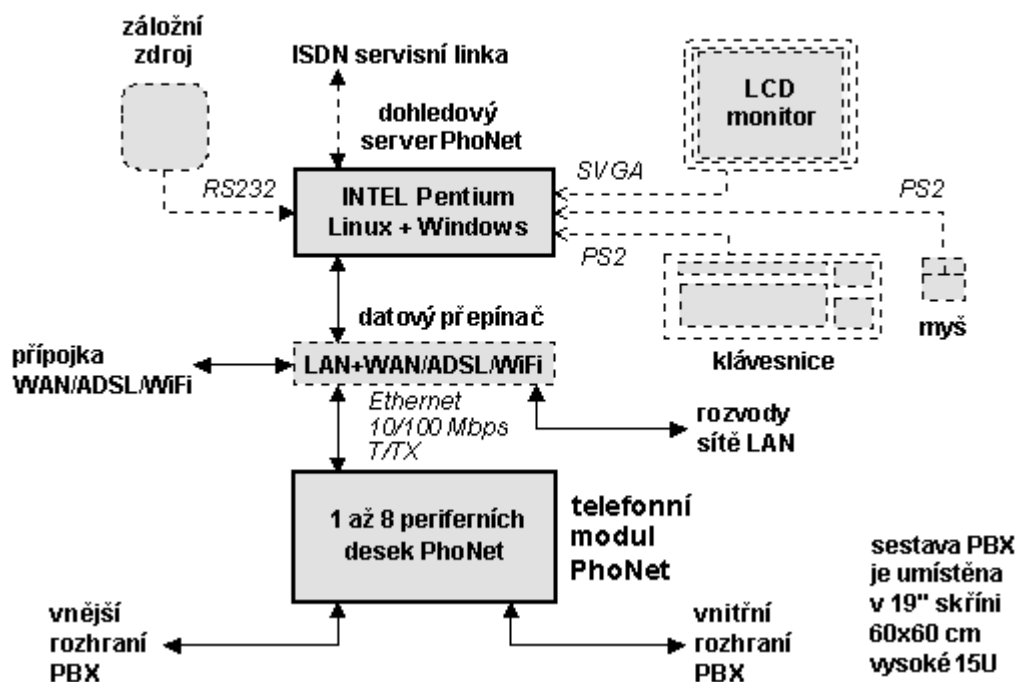 záložní
zdroj
ISDN servisní linka
LCD
monitor
dohledový
server PhoNet
RS232
SVGA
PS2
INTEL Pentium
Linux + Windows
PS2
myš
datový přepínač
klávesnice
přípojka
WAN/ADSL/WiFi
LAN+WAN/ADSL/WiFi
Ethernet
10/100 Mbps
T/TX
rozvody
sítě LAN
1 až 8 periferních
desek PhoNet
telefonní
modul
PhoNet
sestava PBX
je umístěna
v 19" skříni
60x60 cm
vysoké 15U
vnější
rozhraní
PBX
vnitřní
rozhraní
PBX